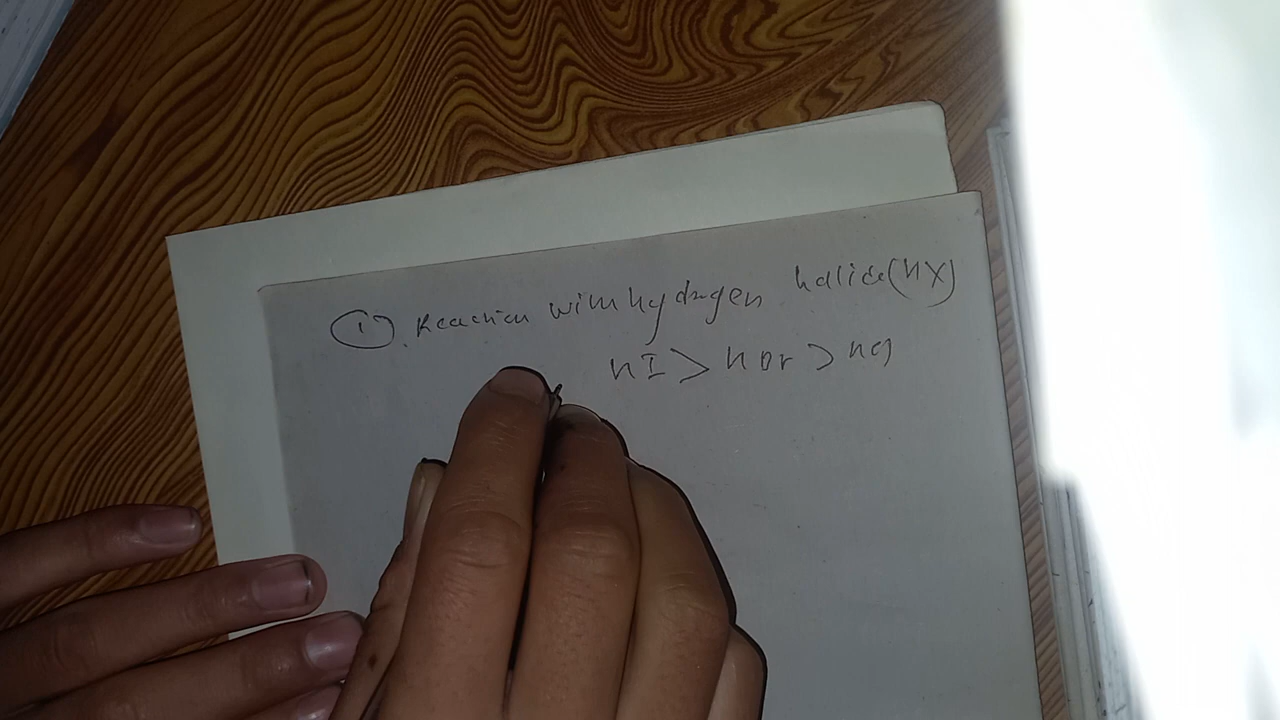 ① Reaction with hydrogen halide (HX)
HI > HBr > HCl